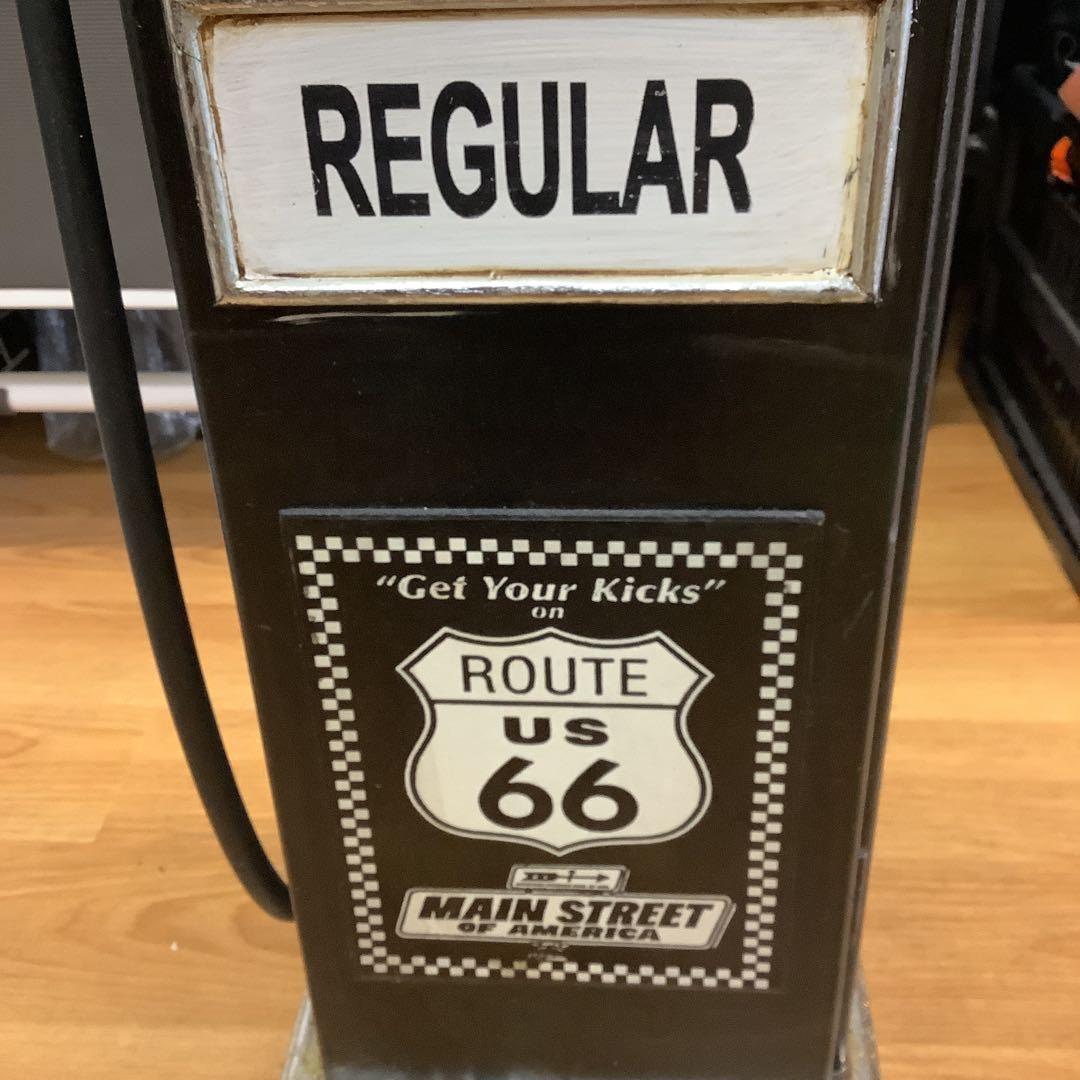 REGULAR
“Get Your Kicks”
on
ROUTE
US
66
MAIN STREET
OF AMERICA